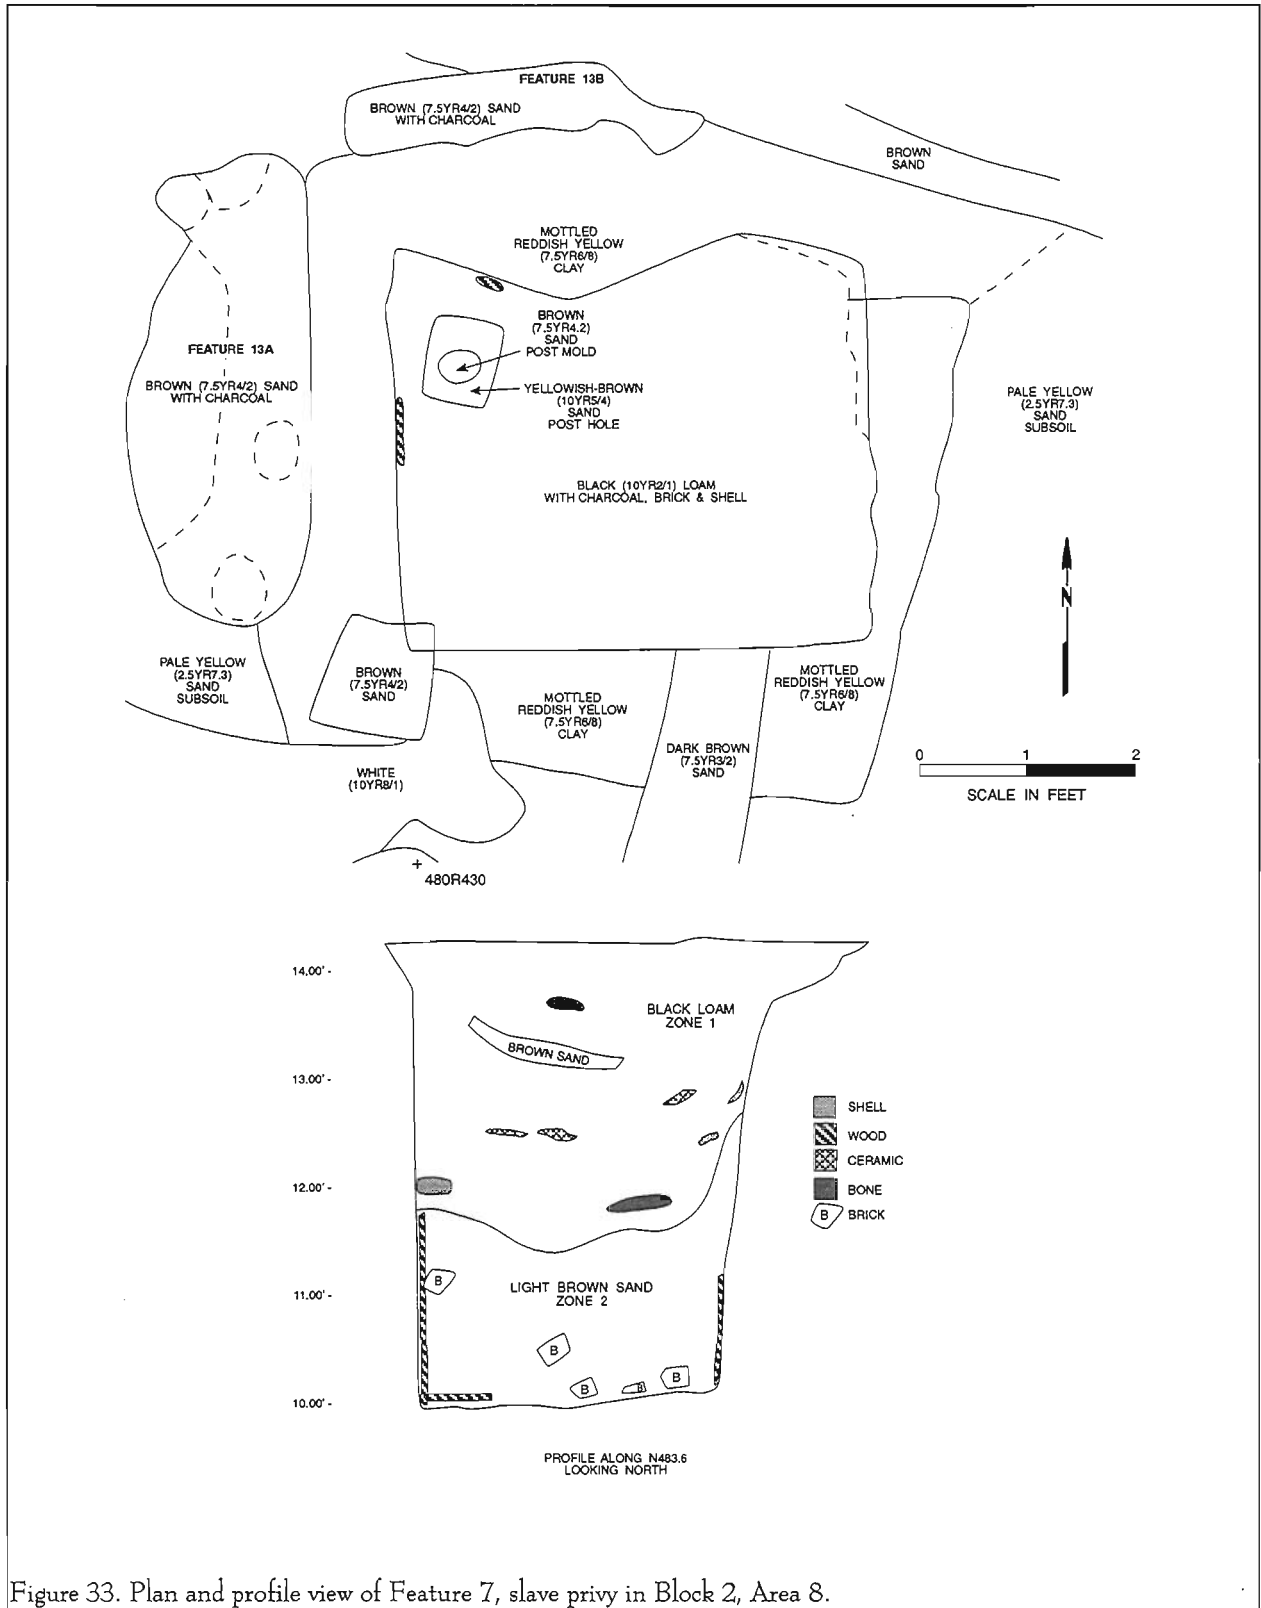 FEATURE 13B
BROWN (7.5YR4/2) SAND
WITH CHARCOAL
BROWN
SAND
MOTTLED
REDDISH YELLOW
(7.5YR6/8)
CLAY
BROWN
(7.5YR4.2)
SAND
POST MOLD
FEATURE 13A
BROWN (7.5YR4/2) SAND
WITH CHARCOAL
YELLOWISH-BROWN
(10YR5/4)
SAND
POST HOLE
PALE YELLOW
(2.5YR7.3)
SAND
SUBSOIL
BLACK (10YR2/1) LOAM
WITH CHARCOAL, BRICK & SHELL
N
PALE YELLOW
(2.5YR7.3)
SAND
SUBSOIL
BROWN
(7.5YR4/2)
SAND
MOTTLED
REDDISH YELLOW
(7.5YR6/8)
CLAY
MOTTLED
REDDISH YELLOW
(7.5YR6/8)
CLAY
DARK BROWN
(7.5YR3/2)
SAND
WHITE
(10YR8/1)
0 1 2
SCALE IN FEET
+
480R430
14.00' -
BLACK LOAM
ZONE 1
BROWN SAND
13.00' -
SHELL
WOOD
CERAMIC
BONE
B BRICK
12.00' -
B
LIGHT BROWN SAND
ZONE 2
11.00' -
B
B
B
B
10.00' -
PROFILE ALONG N483.6
LOOKING NORTH
Figure 33. Plan and profile view of Feature 7, slave privy in Block 2, Area 8.